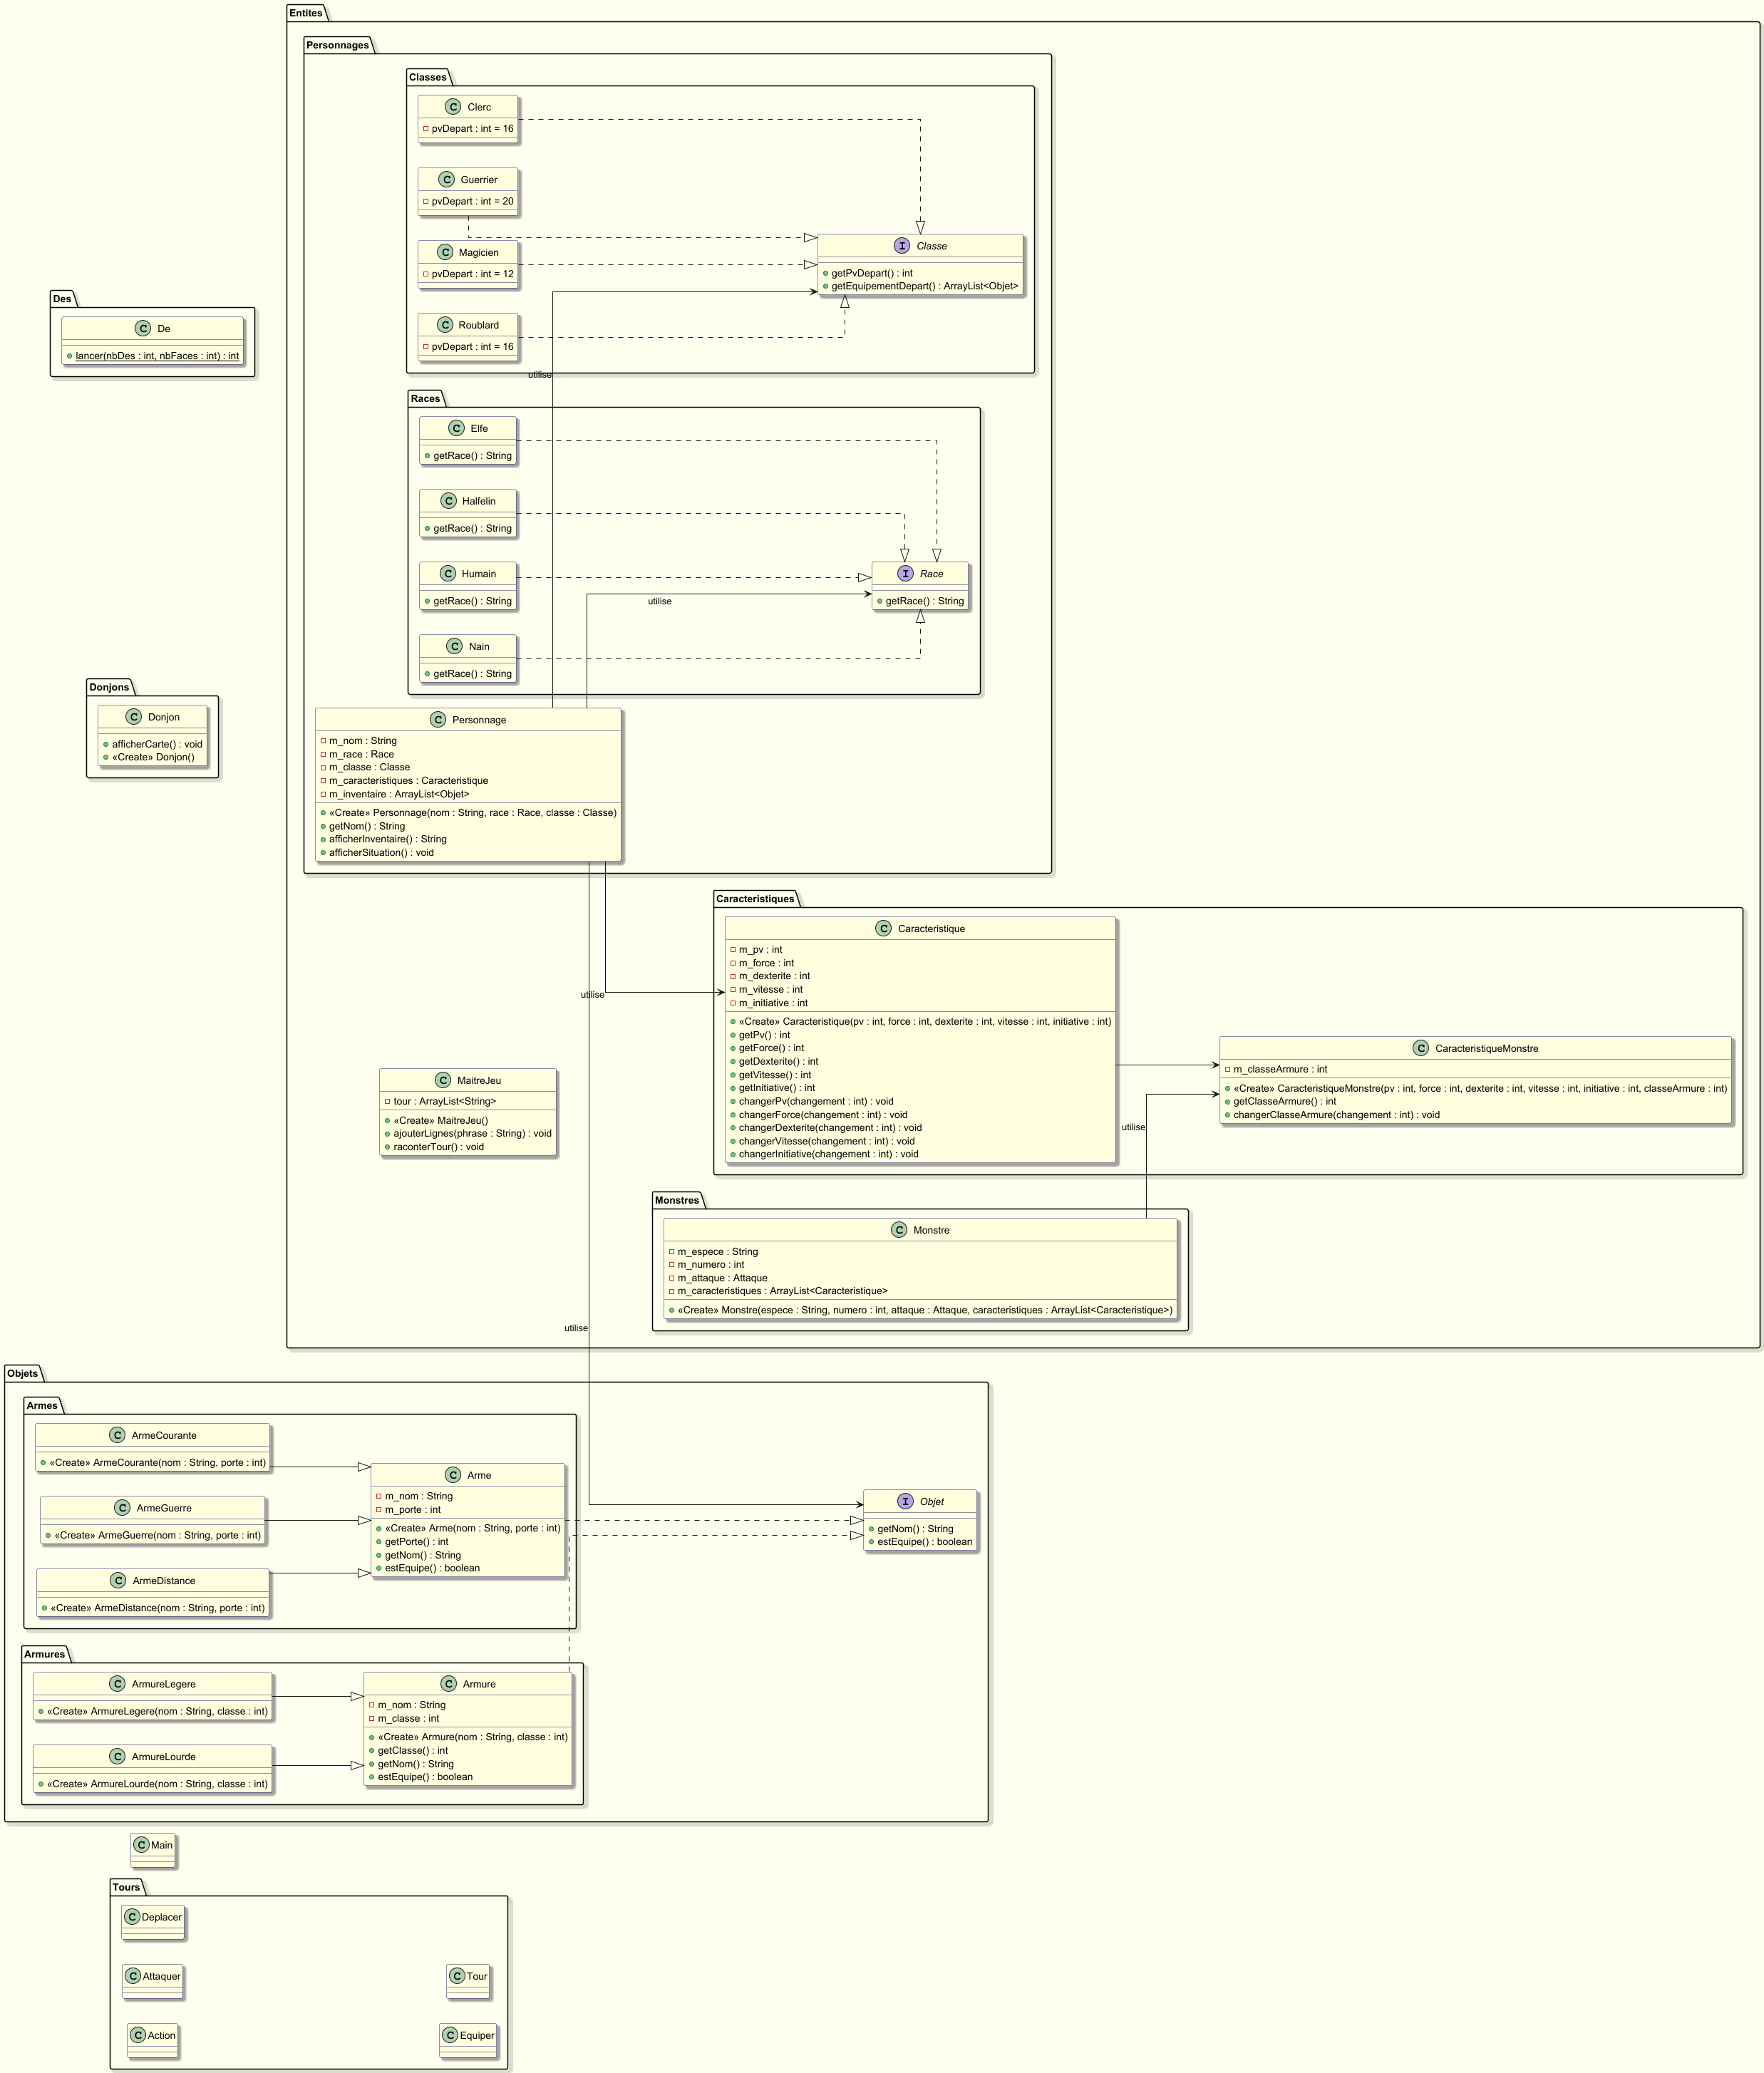 Entites
Personnages
Classes
Clerc
pvDepart : int = 16
Guerrier
pvDepart : int = 20
Magicien
pvDepart : int = 12
Roublard
pvDepart : int = 16
Classe
getPvDepart() : int
getEquipementDepart() : ArrayList<Objet>
utilise
Des
De
lancer(nbDes : int, nbFaces : int) : int
Races
Elfe
getRace() : String
Halfelin
getRace() : String
Humain
getRace() : String
Nain
getRace() : String
Race
getRace() : String
utilise
Donjons
Donjon
afficherCarte() : void
«Create» Donjon()
Personnage
m_nom : String
m_race : Race
m_classe : Classe
m_caracteristiques : Caracteristique
m_inventaire : ArrayList<Objet>
«Create» Personnage(nom : String, race : Race, classe : Classe)
getNom() : String
afficherInventaire() : String
afficherSituation() : void
Caracteristiques
Caracteristique
m_pv : int
m_force : int
m_dexterite : int
m_vitesse : int
m_initiative : int
«Create» Caracteristique(pv : int, force : int, dexterite : int, vitesse : int, initiative : int)
getPv() : int
getForce() : int
getDexterite() : int
getVitesse() : int
getInitiative() : int
changerPv(changement : int) : void
changerForce(changement : int) : void
changerDexterite(changement : int) : void
changerVitesse(changement : int) : void
changerInitiative(changement : int) : void
utilise
CaracteristiqueMonstre
m_classeArmure : int
«Create» CaracteristiqueMonstre(pv : int, force : int, dexterite : int, vitesse : int, initiative : int, classeArmure : int)
getClasseArmure() : int
changerClasseArmure(changement : int) : void
utilise
MaitreJeu
tour : ArrayList<String>
«Create» MaitreJeu()
ajouterLignes(phrase : String) : void
raconterTour() : void
Monstres
Monstre
m_espece : String
m_numero : int
m_attaque : Attaque
m_caracteristiques : ArrayList<Caracteristique>
«Create» Monstre(espece : String, numero : int, attaque : Attaque, caracteristiques : ArrayList<Caracteristique>)
utilise
Objets
Armes
ArmeCourante
«Create» ArmeCourante(nom : String, porte : int)
ArmeGuerre
«Create» ArmeGuerre(nom : String, porte : int)
ArmeDistance
«Create» ArmeDistance(nom : String, porte : int)
Arme
m_nom : String
m_porte : int
«Create» Arme(nom : String, porte : int)
getPorte() : int
getNom() : String
estEquipe() : boolean
Objet
getNom() : String
estEquipe() : boolean
Armures
ArmureLegere
«Create» ArmureLegere(nom : String, classe : int)
ArmureLourde
«Create» ArmureLourde(nom : String, classe : int)
Armure
m_nom : String
m_classe : int
«Create» Armure(nom : String, classe : int)
getClasse() : int
getNom() : String
estEquipe() : boolean
Main
Tours
Deplacer
Attaquer
Tour
Action
Equiper